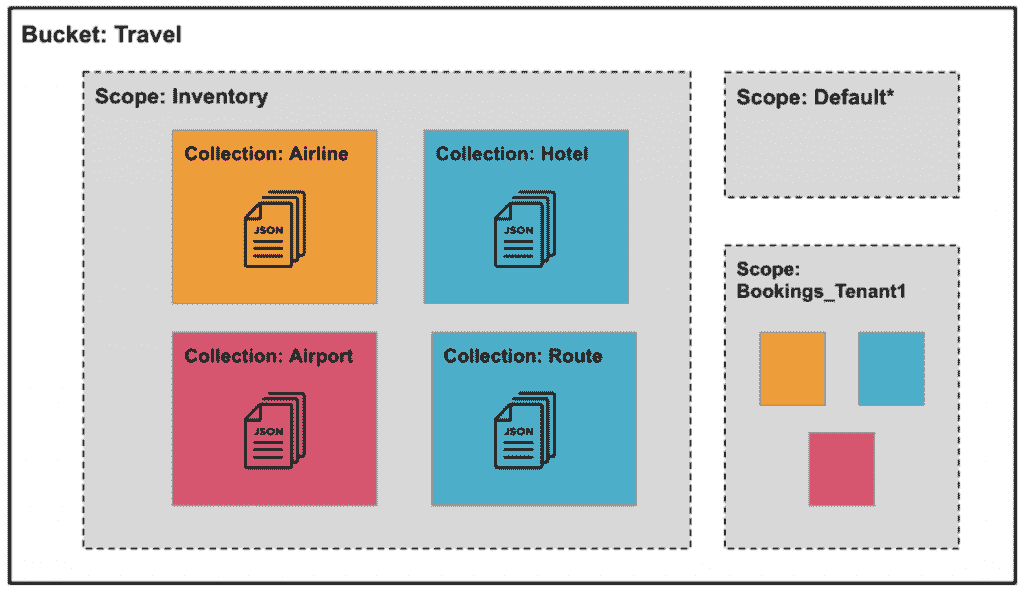 Bucket: Travel
Scope: Inventory
Collection: Airline
JSON
Collection: Hotel
JSON
Collection: Airport
JSON
Collection: Route
JSON
Scope: Default*
Scope:
Bookings_Tenant1